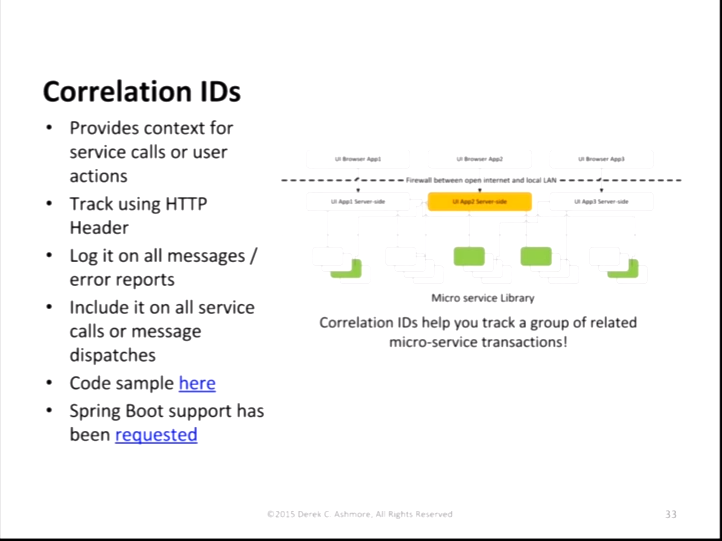 Correlation IDs
• Provides context for
service calls or user
actions
• Track using HTTP
Header
• Log it on all messages /
error reports
• Include it on all service
calls or message
dispatches
• Code sample here
• Spring Boot support has
been requested
UI Browser App1
UI Browser App2
UI Browser App3
Firewall between open internet and local LAN
UI App1 Server-side
UI App2 Server-side
UI App3 Server-side
Micro service Library
Correlation IDs help you track a group of related
micro-service transactions!
©2015 Derek C. Ashmore, All Rights Reserved
33